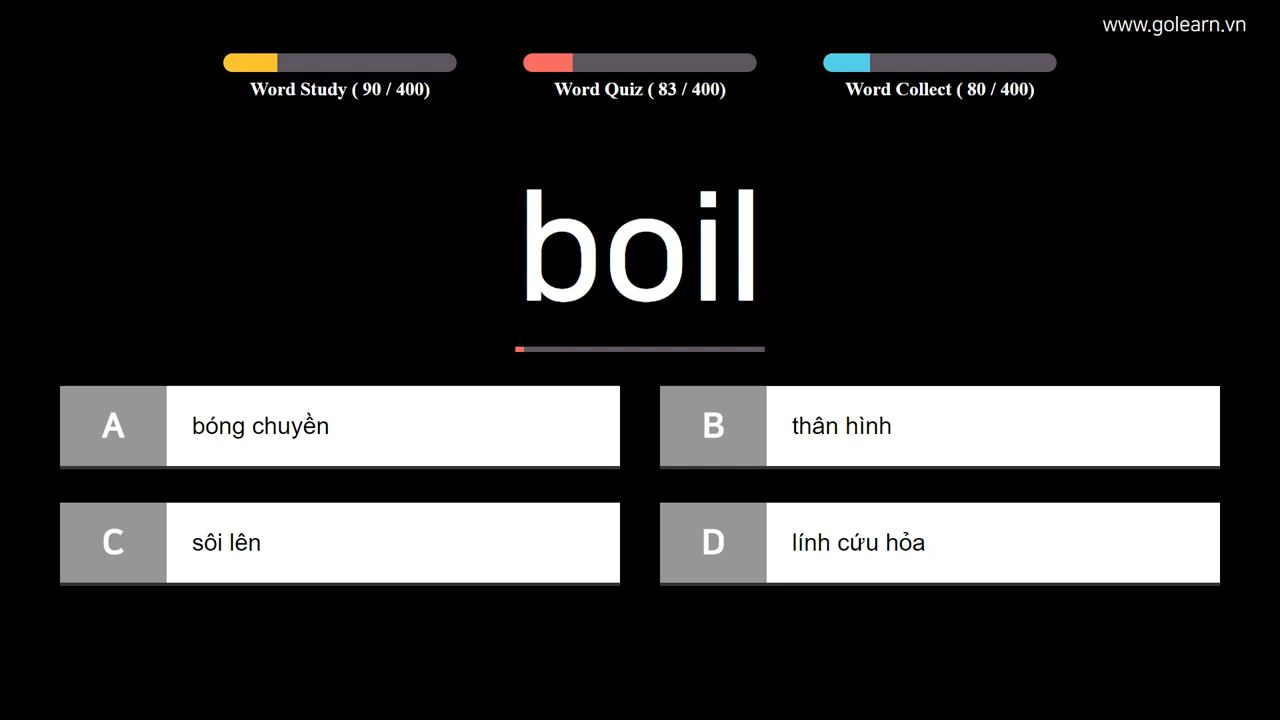 www.golearn.vn
Word Study ( 90 / 400)
Word Quiz ( 83 / 400)
Word Collect ( 80 / 400)
boil
A bóng chuyền
B thân hình
C sôi lên
D lính cứu hỏa